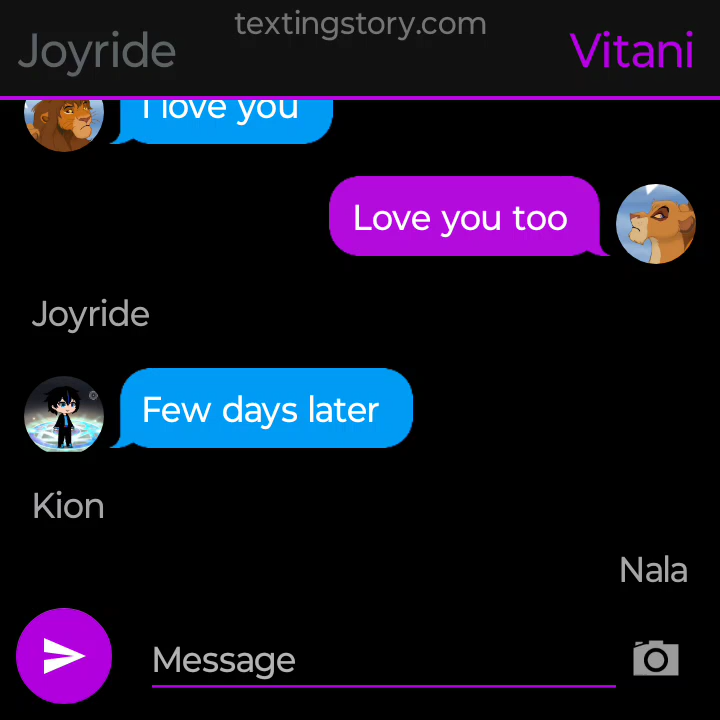 textingstory.com
Joyride
Vitani
I love you
Love you too
Joyride
Few days later
Kion
Nala
Message